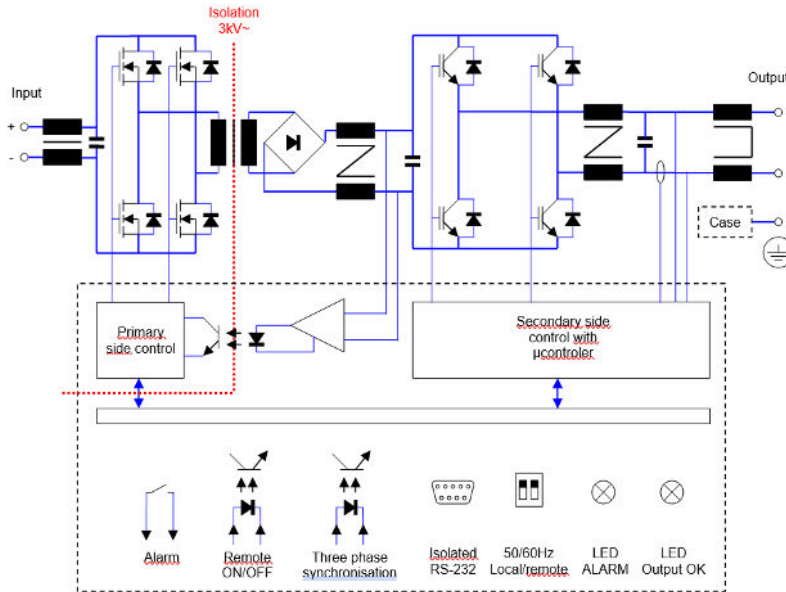 Isolation
3kV~
Input
+
-
Output
Case
Primary
side control
Secondary side
control with
µcontroler
Alarm
Remote
ON/OFF
Three phase
synchronisation
Isolated
RS-232
50/60Hz
Local/remote
LED
ALARM
LED
Output OK